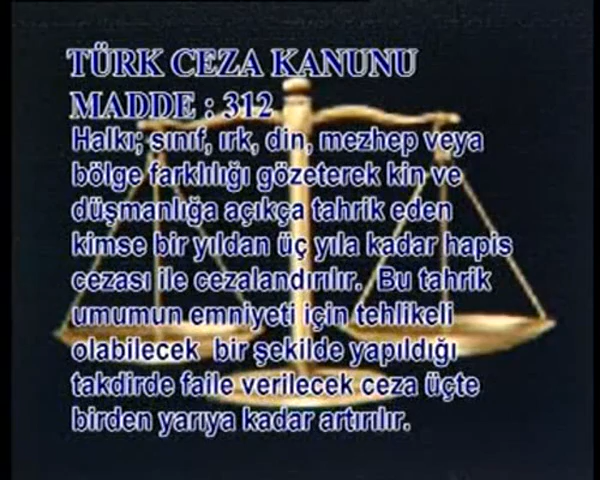 TÜRK CEZA KANUNU
MADDE : 312
Halkı; sınıf, ırk, din, mezhep veya
bölge farklılığı gözeterek kin ve
düşmanlığa açıkça tahrik eden
kimse bir yıldan üç yıla kadar hapis
cezası ile cezalandırılır. Bu tahrik
umumun emniyeti için tehlikeli
olabilecek bir şekilde yapıldığı
takdirde faile verilecek ceza üçte
birden yarıya kadar artırılır.